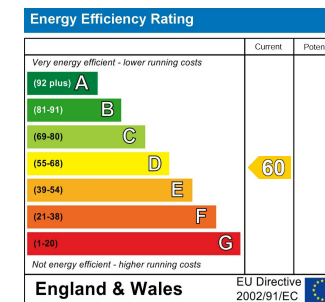 Energy Efficiency Rating
Current Poten
Very energy efficient - lower running costs
(92 plus) A
(81-91) B
(69-80) C
(55-68) D
60
(39-54) E
(21-38) F
(1-20) G
Not energy efficient - higher running costs
England & Wales
EU Directive
2002/91/EC